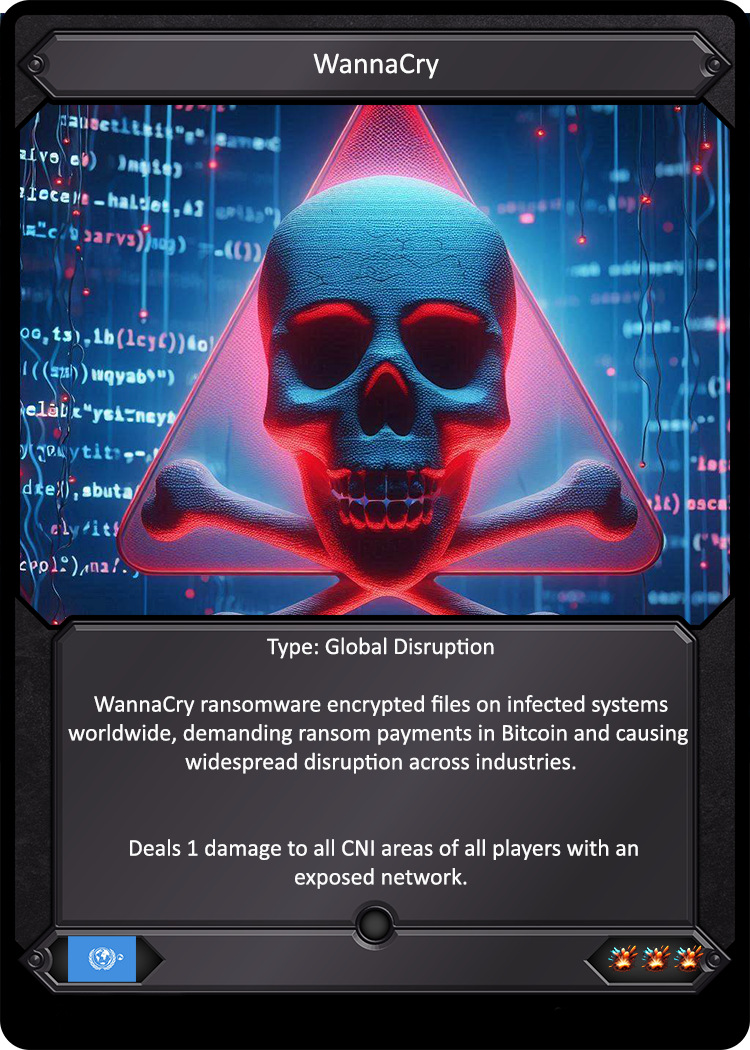 WannaCry
Type: Global Disruption
WannaCry ransomware encrypted files on infected systems
worldwide, demanding ransom payments in Bitcoin and causing
widespread disruption across industries.
Deals 1 damage to all CNI areas of all players with an
exposed network.